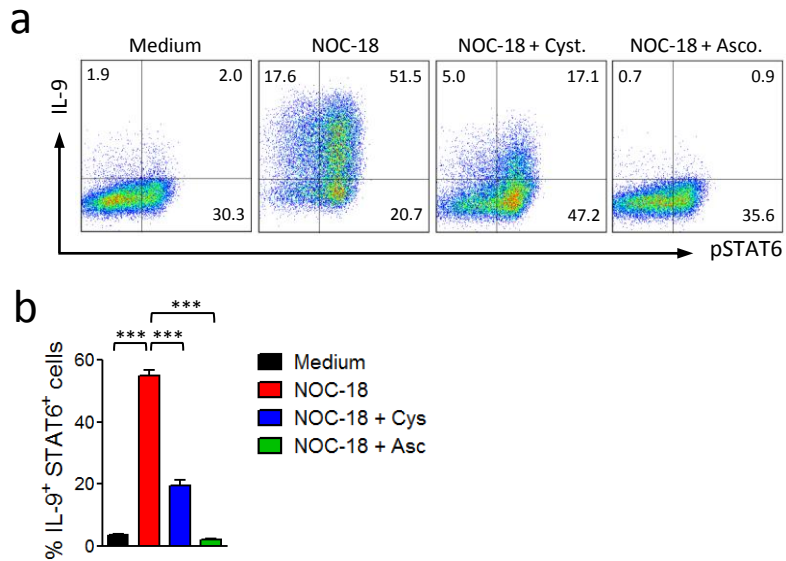 a
Medium NOC-18 NOC-18 + Cyst. NOC-18 + Asco.
1.9 2.0 17.6 51.5 5.0 17.1 0.7 0.9
IL-9
30.3 20.7 47.2 35.6
pSTAT6
b
***
*** ***
% IL-9⁺ STAT6⁺ cells
60
40
20
0
Medium
NOC-18
NOC-18 + Cys
NOC-18 + Asc